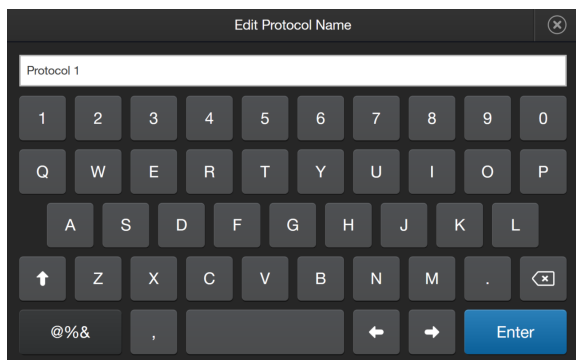 Edit Protocol Name
Protocol 1
1 2 3 4 5 6 7 8 9 0
Q W E R T Y U I O P
A S D F G H J K L
Z X C V B N M .
@%& , Enter